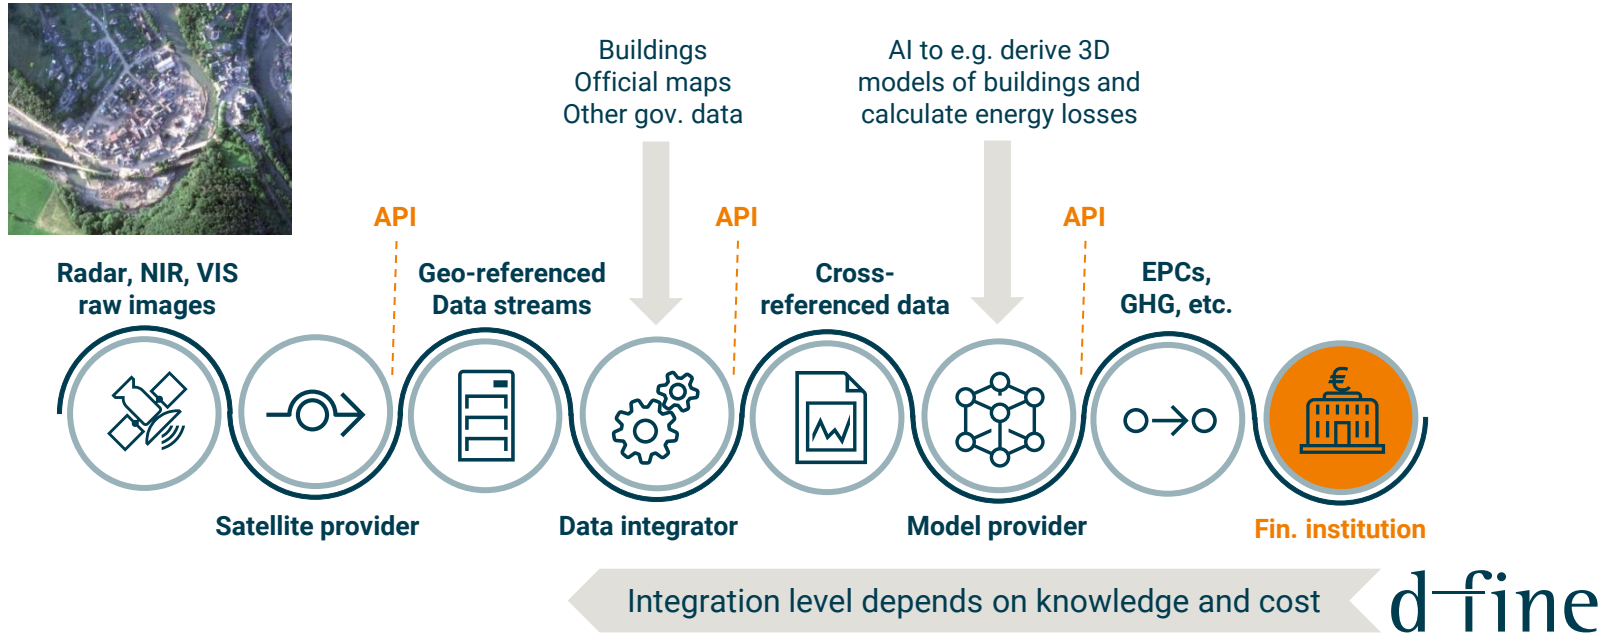 Buildings
Official maps
Other gov. data
AI to e.g. derive 3D
models of buildings and
calculate energy losses
API
API
API
Radar, NIR, VIS
raw images
Geo-referenced
Data streams
Cross-
referenced data
EPCs,
GHG, etc.
€
Satellite provider
Data integrator
Model provider
Fin. institution
Integration level depends on knowledge and cost
d-fine